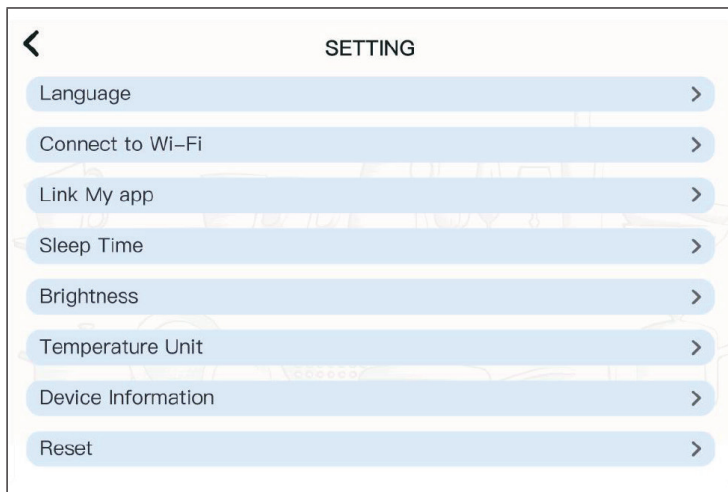 SETTING
Language
Connect to Wi-Fi
Link My app
Sleep Time
Brightness
Temperature Unit
Device Information
Reset